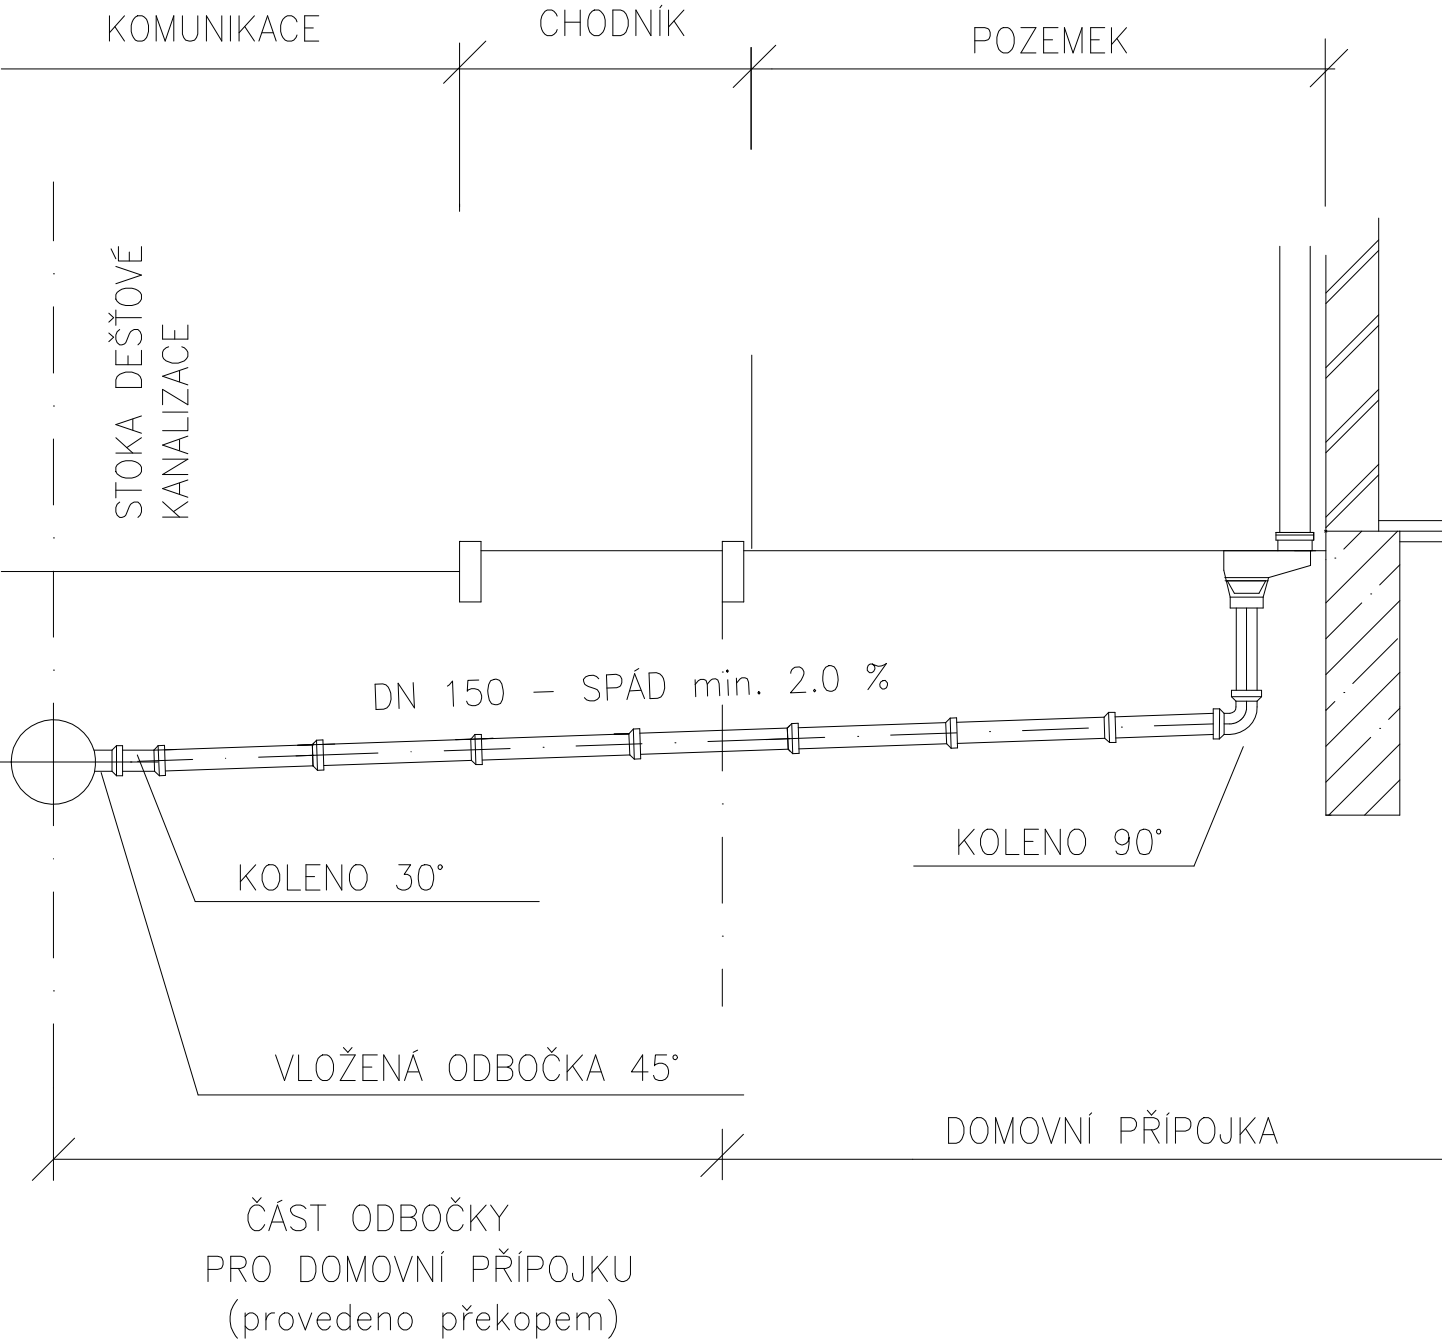 KOMUNIKACE
CHODNÍK
POZEMEK
STOKA DEŠŤOVÉ
KANALIZACE
DN 150 – SPÁD min. 2.0 %
KOLENO 90°
KOLENO 30°
VLOŽENÁ ODBOČKA 45°
DOMOVNÍ PŘÍPOJKA
ČÁST ODBOČKY
PRO DOMOVNÍ PŘÍPOJKU
(provedeno překopem)